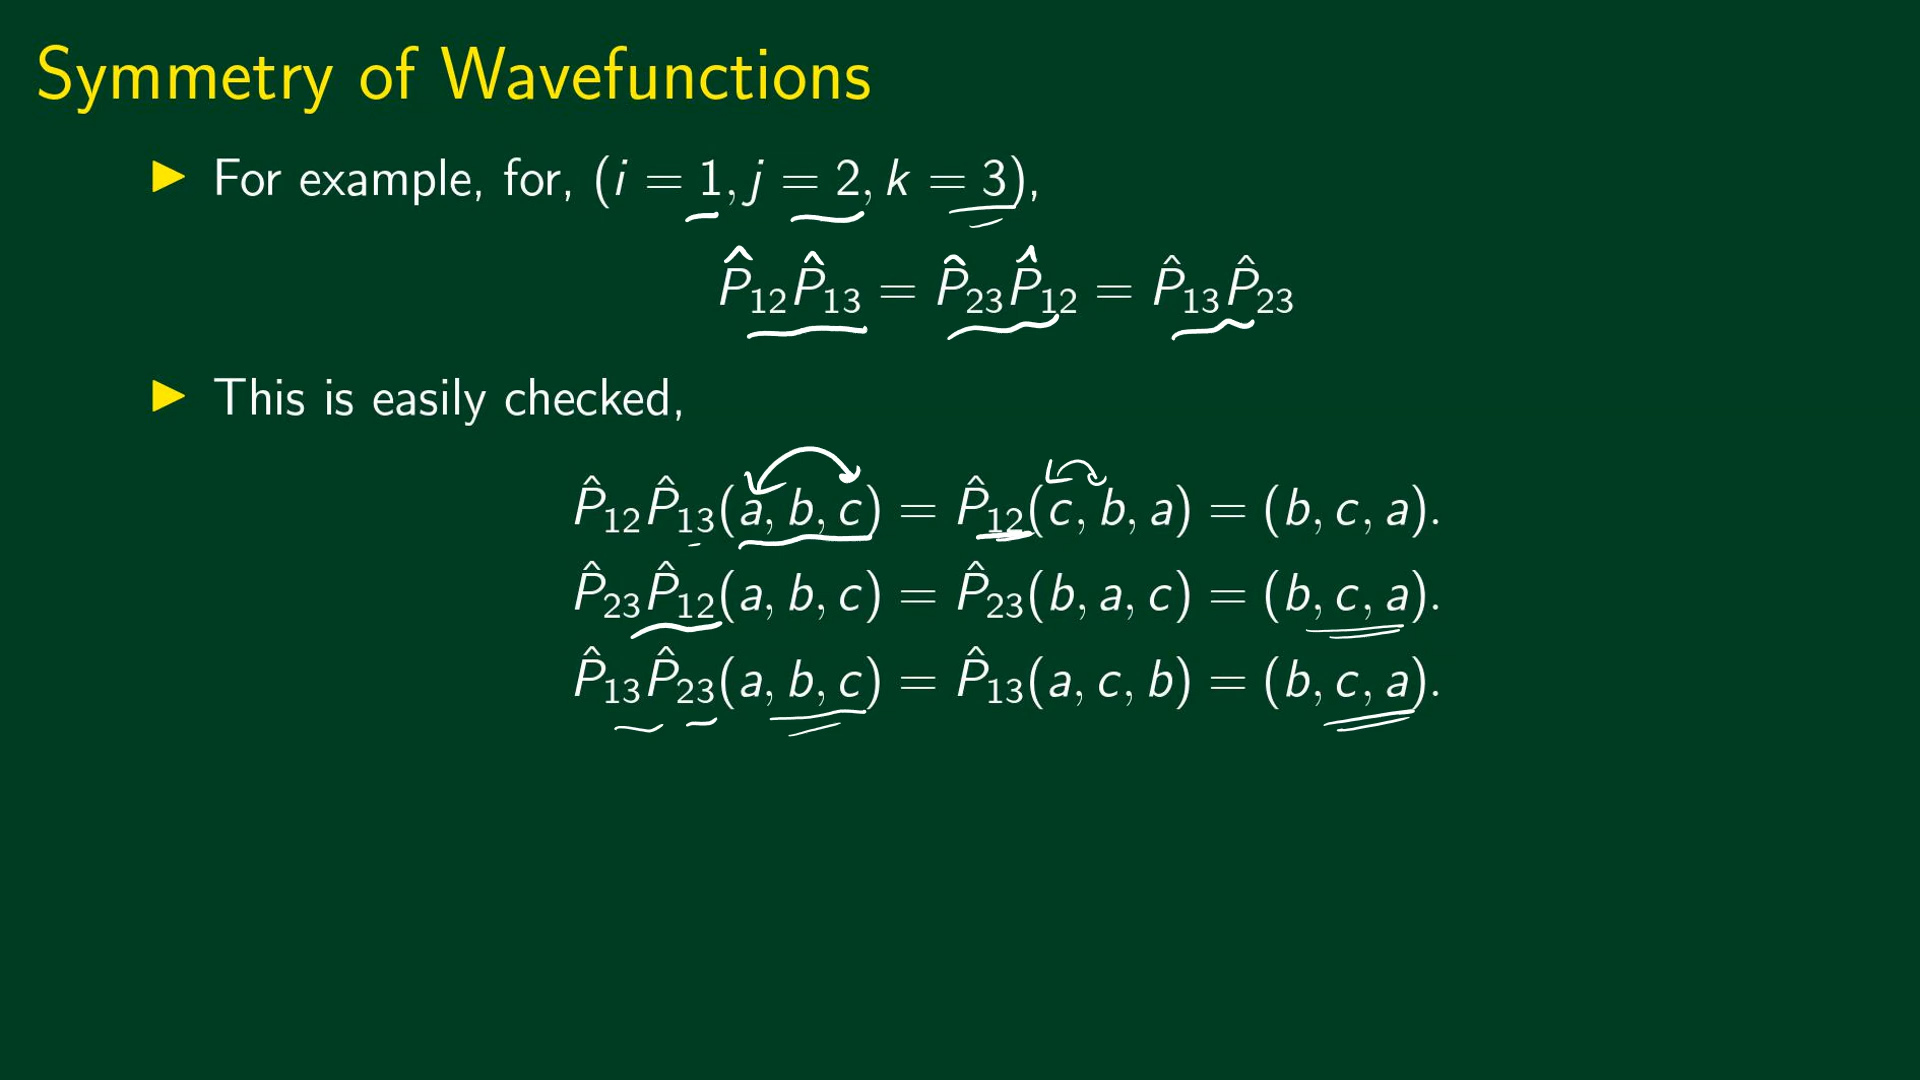 Symmetry of Wavefunctions
▶ For example, for, (i = 1, j = 2, k = 3),
P̂₁₂P̂₁₃ = P̂₂₃P̂₁₂ = P̂₁₃P̂₂₃
▶ This is easily checked,
P̂₁₂P̂₁₃(a, b, c) = P̂₁₂(c, b, a) = (b, c, a).
P̂₂₃P̂₁₂(a, b, c) = P̂₂₃(b, a, c) = (b, c, a).
P̂₁₃P̂₂₃(a, b, c) = P̂₁₃(a, c, b) = (b, c, a).